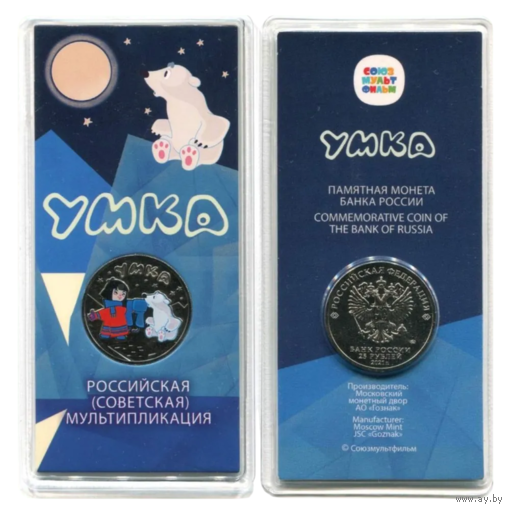 УМКА
УМКА
РОССИЙСКАЯ
(СОВЕТСКАЯ)
МУЛЬТИПЛИКАЦИЯ
СОЮЗ
МУЛЬТ
ФИЛЬМ
УМКА
ПАМЯТНАЯ МОНЕТА
БАНКА РОССИИ
COMMEMORATIVE COIN OF
THE BANK OF RUSSIA
РОССИЙСКАЯ ФЕДЕРАЦИЯ
БАНК РОССИИ
25 РУБЛЕЙ
2021 г.
Производитель:
Московский
монетный двор
АО «Гознак»
Manufacturer:
Moscow Mint
JSC «Goznak»
© Союзмультфильм
www.ay.by